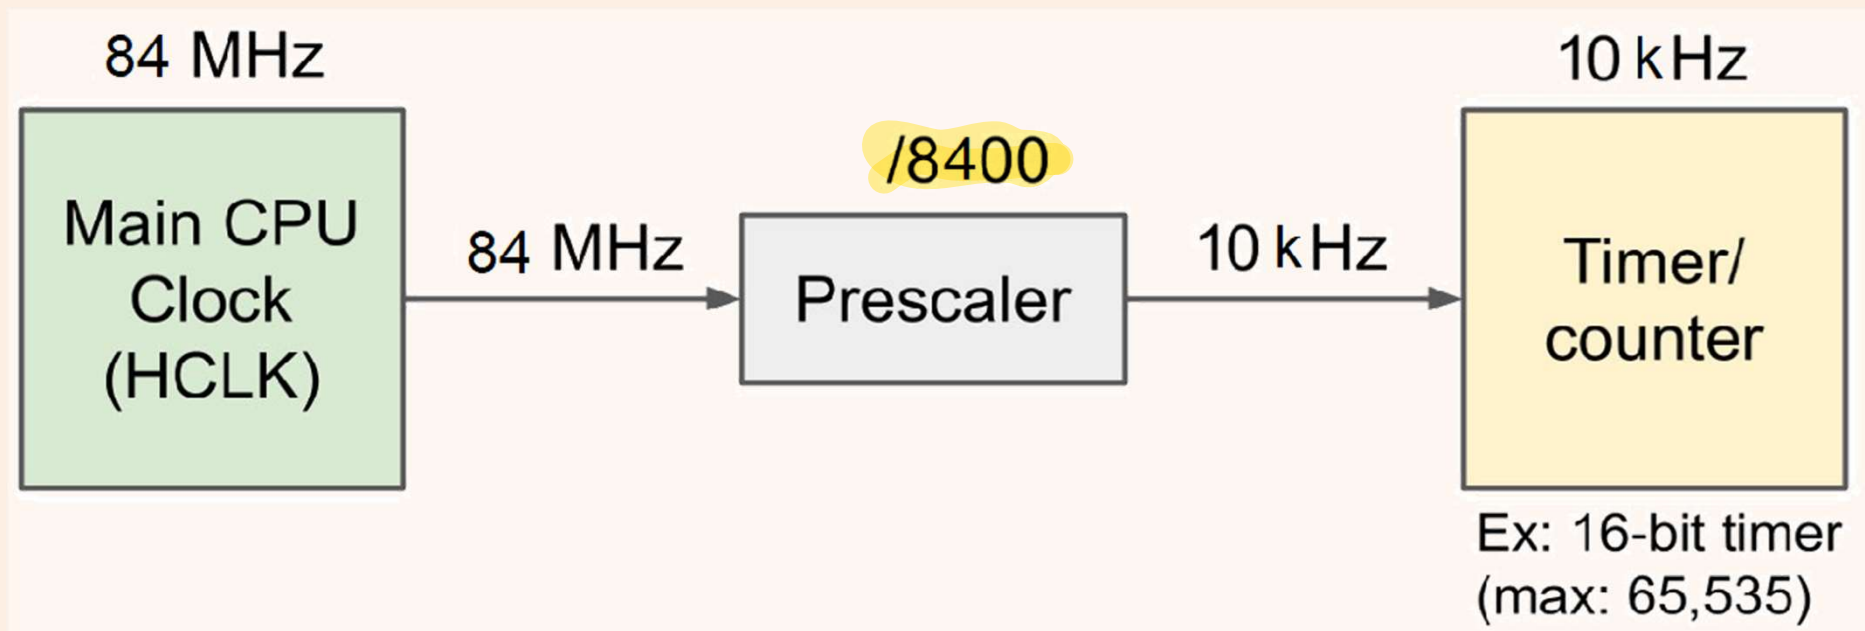 84 MHz
10 kHz
/8400
Main CPU
Clock
(HCLK)
84 MHz
Prescaler
10 kHz
Timer/
counter
Ex: 16-bit timer
(max: 65,535)